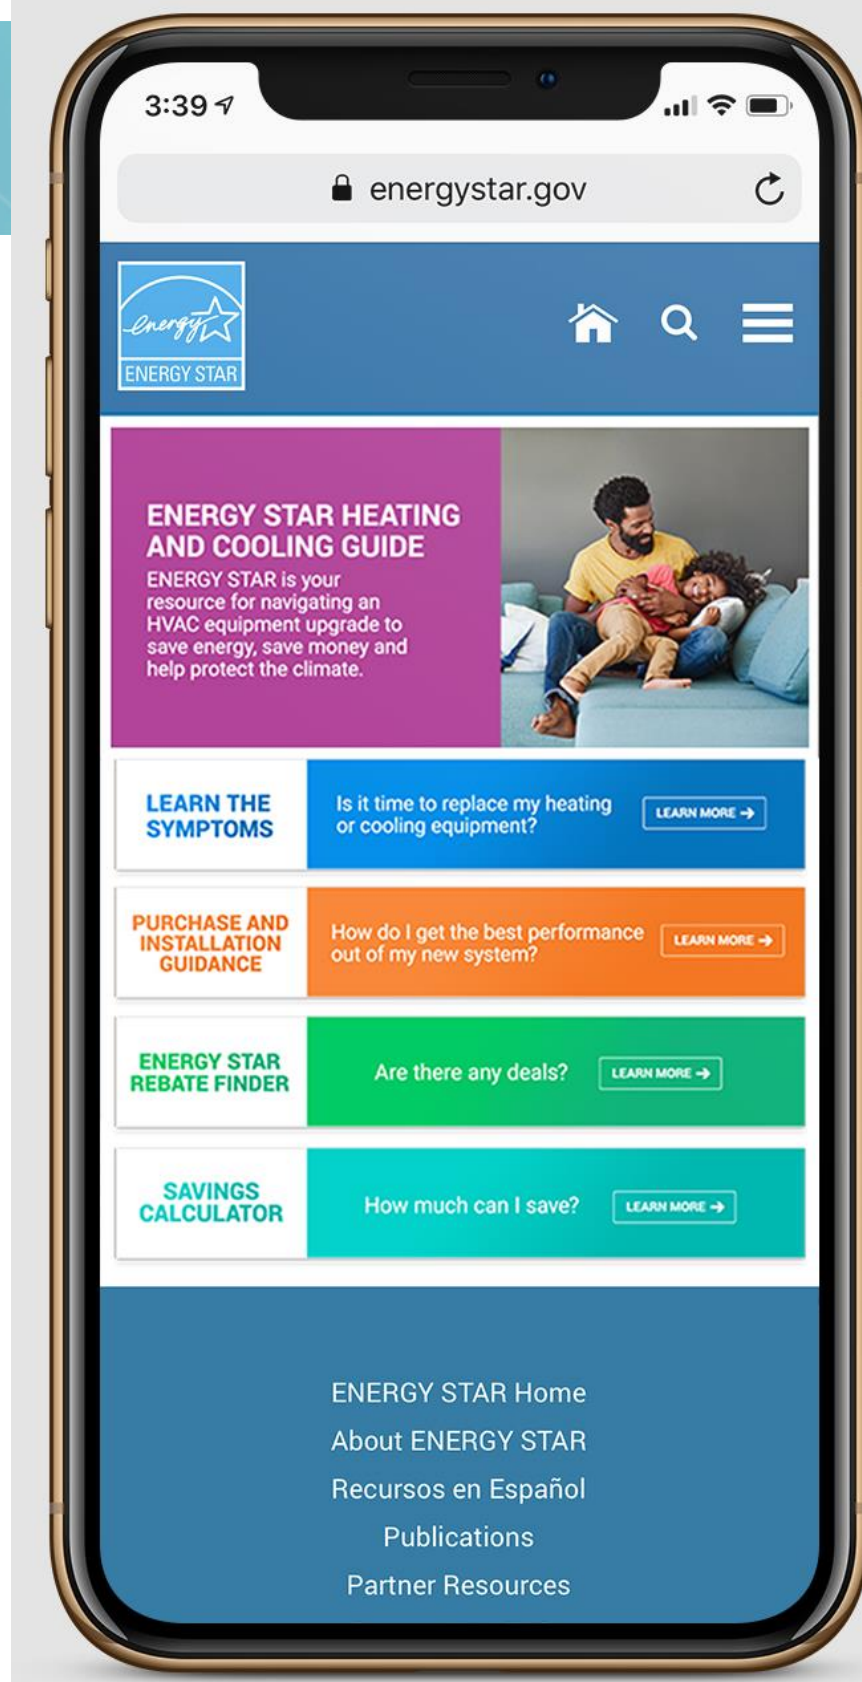 3:39
energystar.gov
energy
ENERGY STAR
ENERGY STAR HEATING
AND COOLING GUIDE
ENERGY STAR is your
resource for navigating an
HVAC equipment upgrade to
save energy, save money and
help protect the climate.
LEARN THE
SYMPTOMS
Is it time to replace my heating
or cooling equipment?
LEARN MORE →
PURCHASE AND
INSTALLATION
GUIDANCE
How do I get the best performance
out of my new system?
LEARN MORE →
ENERGY STAR
REBATE FINDER
Are there any deals?
LEARN MORE →
SAVINGS
CALCULATOR
How much can I save?
LEARN MORE →
ENERGY STAR Home
About ENERGY STAR
Recursos en Español
Publications
Partner Resources